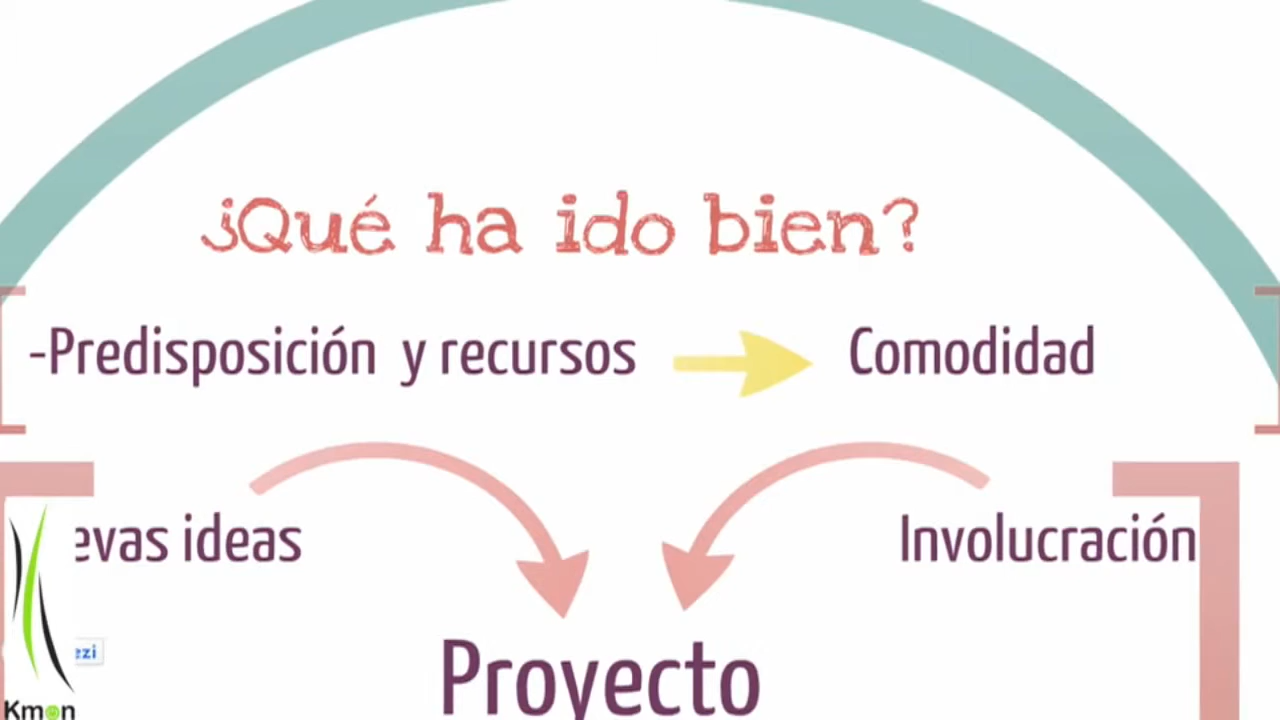 ¿Qué ha ido bien?
-Predisposición y recursos Comodidad
evas ideas Involucración
ezi
Proyecto
Kmon